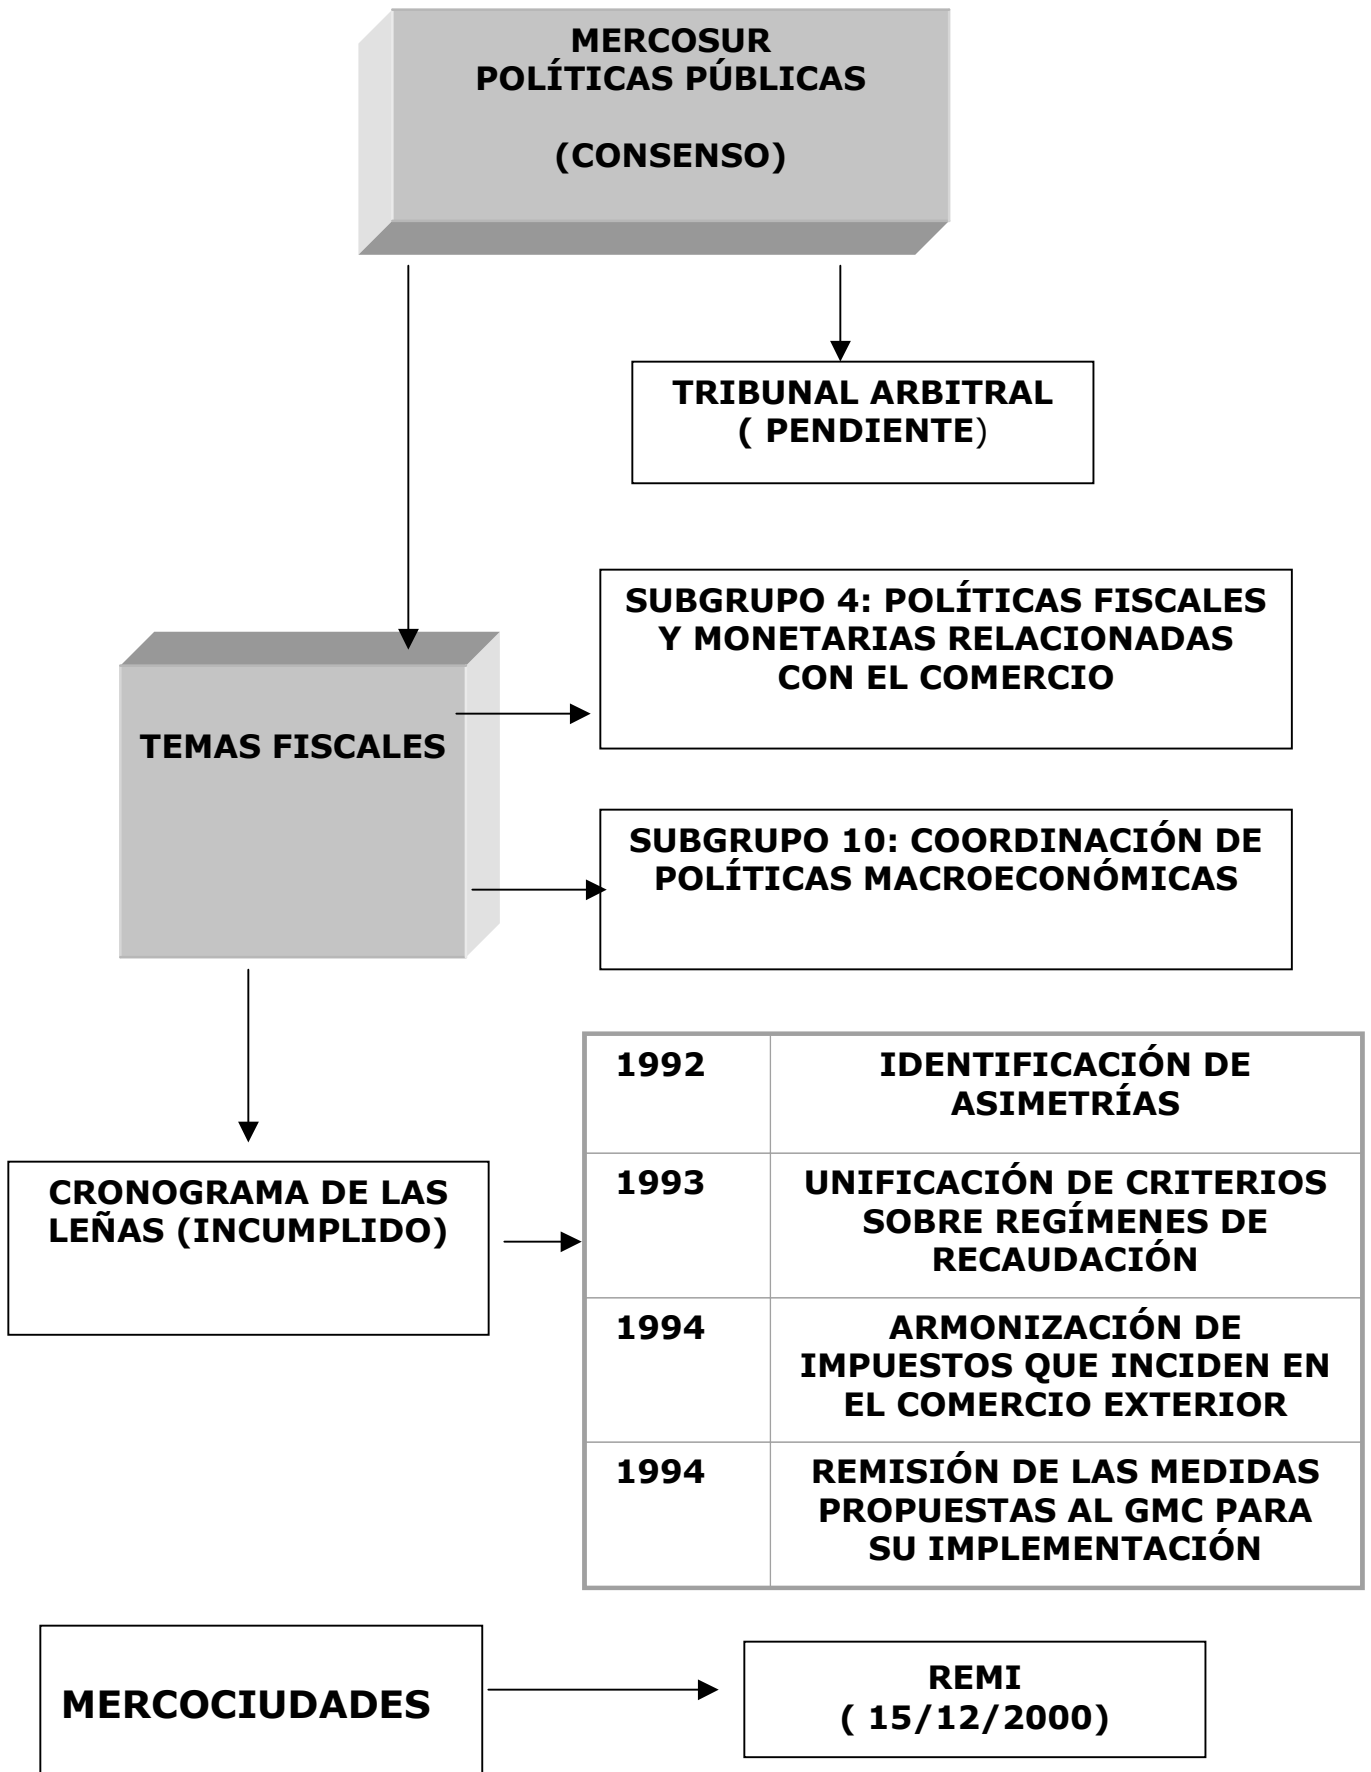 MERCOSUR
POLÍTICAS PÚBLICAS
(CONSENSO)
TRIBUNAL ARBITRAL
( PENDIENTE)
SUBGRUPO 4: POLÍTICAS FISCALES
Y MONETARIAS RELACIONADAS
CON EL COMERCIO
TEMAS FISCALES
SUBGRUPO 10: COORDINACIÓN DE
POLÍTICAS MACROECONÓMICAS
CRONOGRAMA DE LAS
LEÑAS (INCUMPLIDO)
1992 IDENTIFICACIÓN DE
ASIMETRÍAS
1993 UNIFICACIÓN DE CRITERIOS
SOBRE REGÍMENES DE
RECAUDACIÓN
1994 ARMONIZACIÓN DE
IMPUESTOS QUE INCIDEN EN
EL COMERCIO EXTERIOR
1994 REMISIÓN DE LAS MEDIDAS
PROPUESTAS AL GMC PARA
SU IMPLEMENTACIÓN
MERCOCIUDADES
REMI
( 15/12/2000)